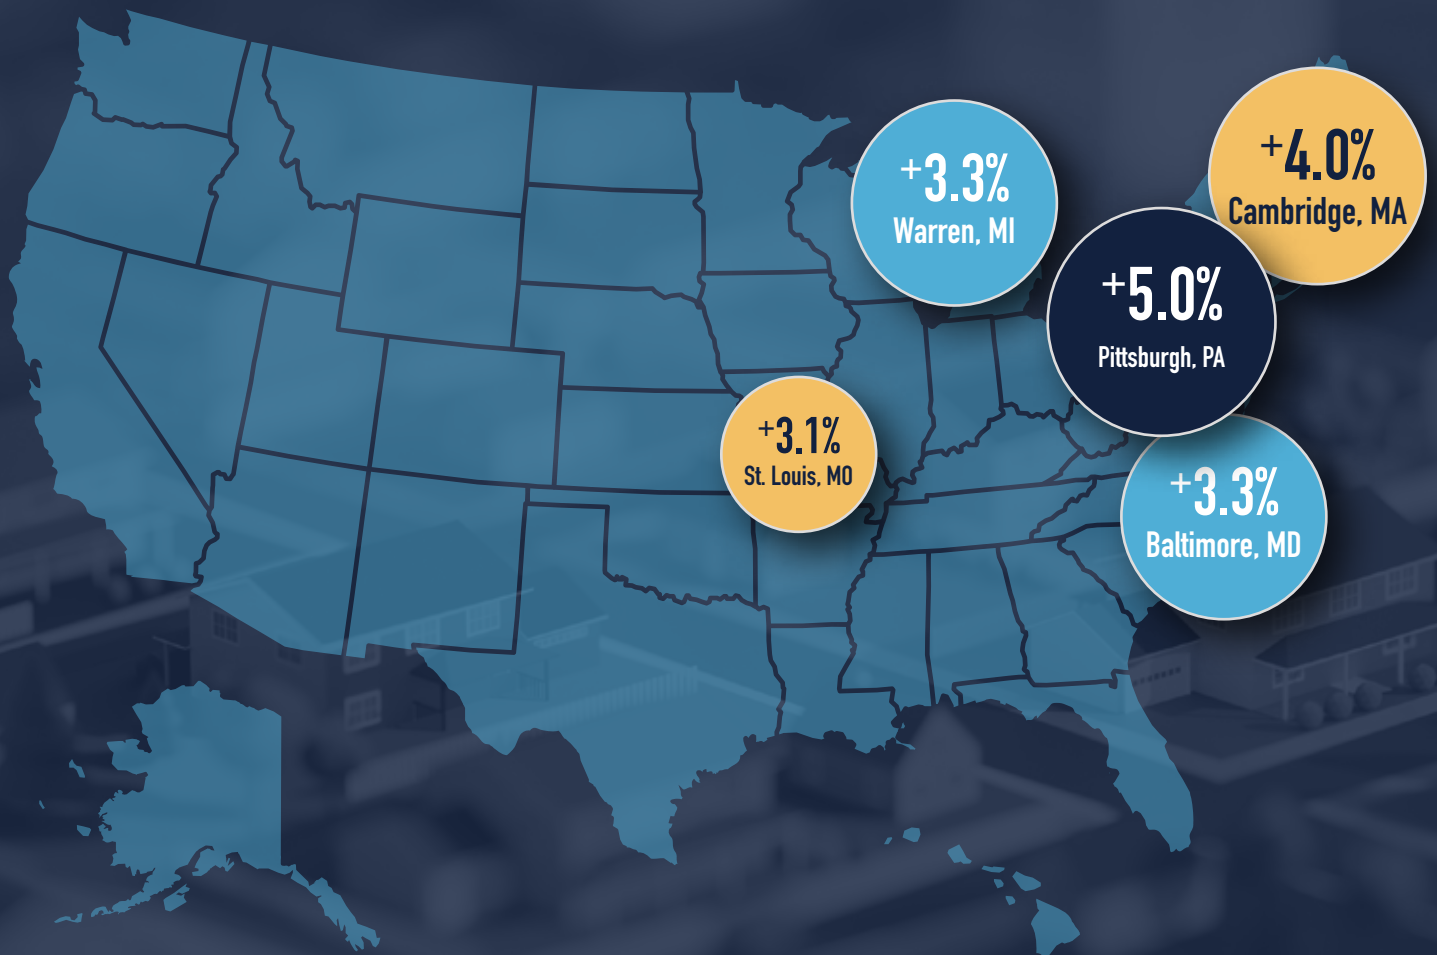 +3.3%
Warren, MI
+4.0%
Cambridge, MA
+5.0%
Pittsburgh, PA
+3.1%
St. Louis, MO
+3.3%
Baltimore, MD